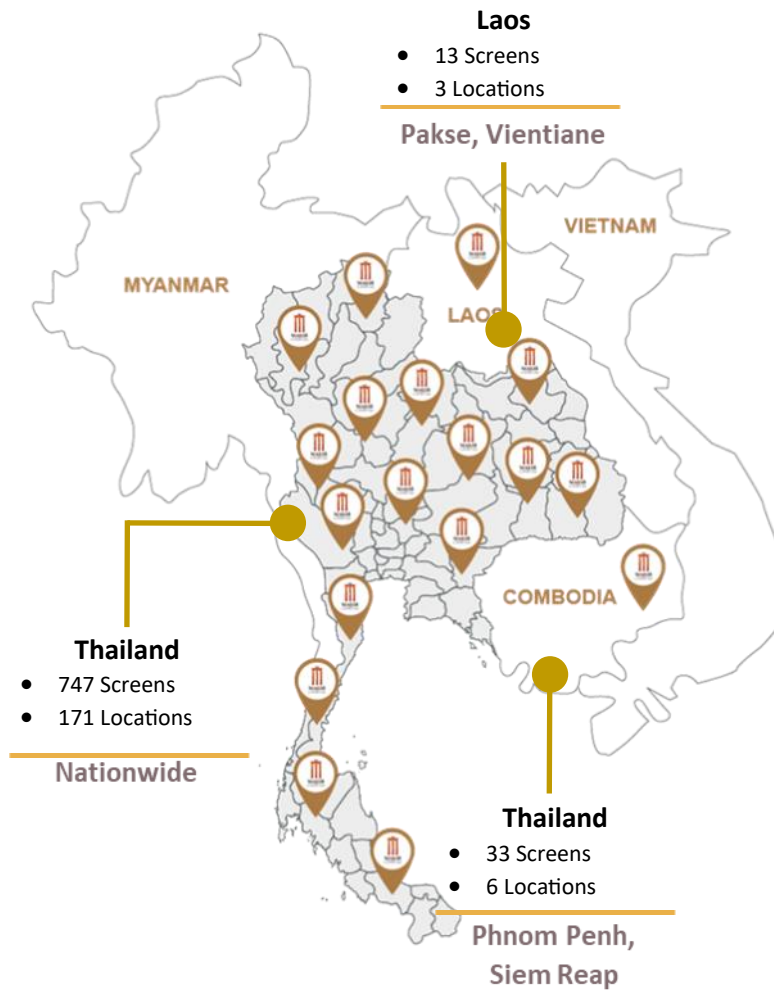 Laos
• 13 Screens
• 3 Locations
Pakse, Vientiane
VIETNAM
MYANMAR
LAOS
COMBODIA
Thailand
• 747 Screens
• 171 Locations
Nationwide
Thailand
• 33 Screens
• 6 Locations
Phnom Penh,
Siem Reap